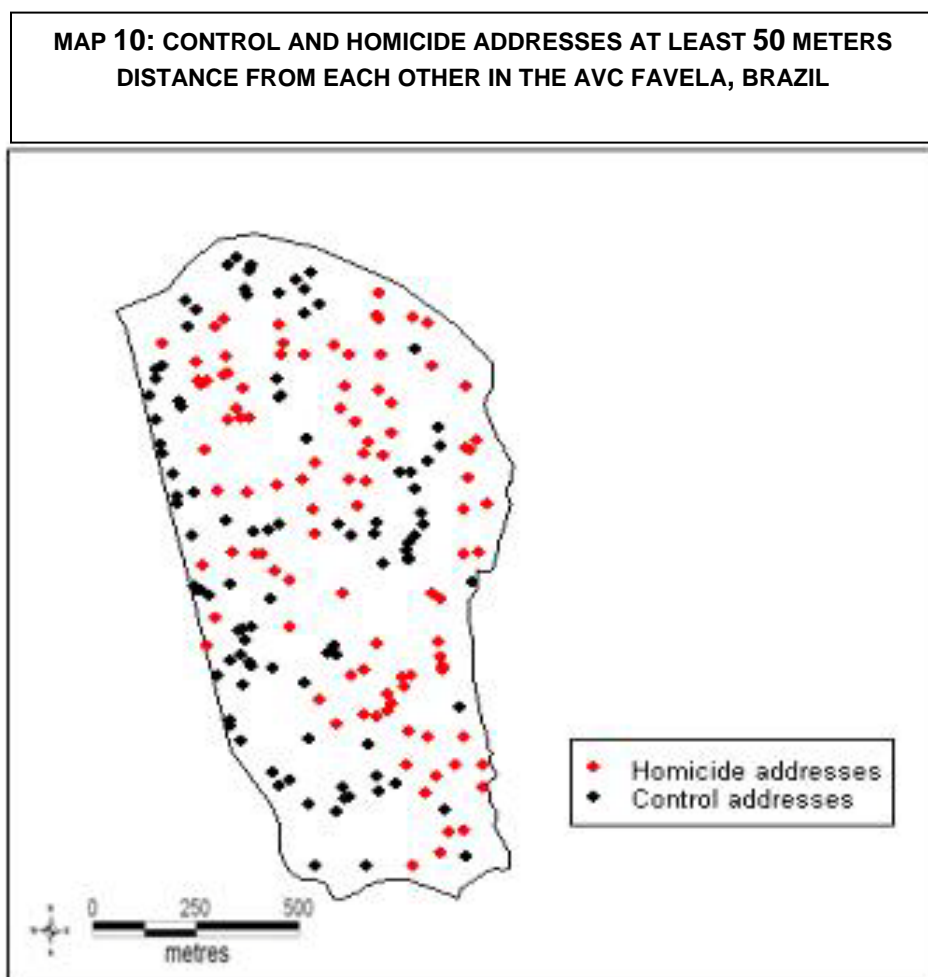 MAP 10: CONTROL AND HOMICIDE ADDRESSES AT LEAST 50 METERS
DISTANCE FROM EACH OTHER IN THE AVC FAVELA, BRAZIL
Homicide addresses
Control addresses
0 250 500
metres